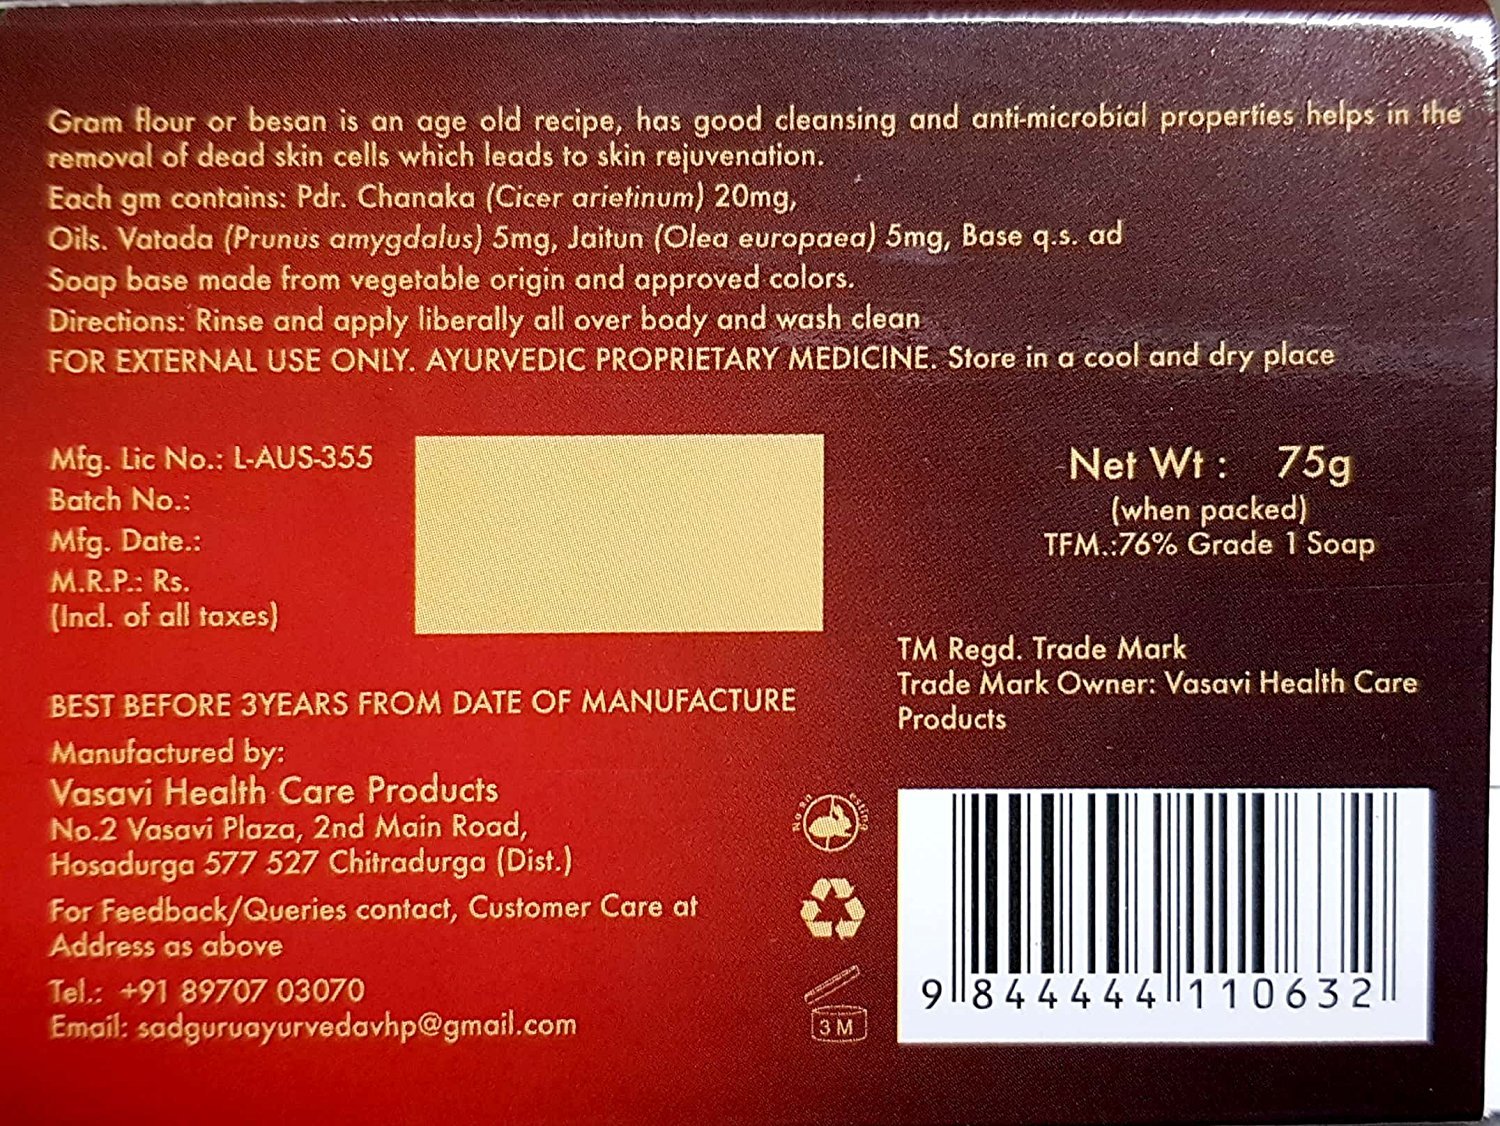 Gram flour or besan is an age old recipe, has good cleansing and anti-microbial properties helps in the
removal of dead skin cells which leads to skin rejuvenation.
Each gm contains: Pdr. Chanaka (Cicer arietinum) 20mg,
Oils. Vatada (Prunus amygdalus) 5mg, Jaitun (Olea europaea) 5mg, Base q.s. ad
Soap base made from vegetable origin and approved colors.
Directions: Rinse and apply liberally all over body and wash clean
FOR EXTERNAL USE ONLY. AYURVEDIC PROPRIETARY MEDICINE. Store in a cool and dry place
Mfg. Lic No.: L-AUS-355
Batch No.:
Mfg. Date.:
M.R.P.: Rs.
(Incl. of all taxes)
Net Wt : 75g
(when packed)
TFM.:76% Grade 1 Soap
TM Regd. Trade Mark
Trade Mark Owner: Vasavi Health Care
Products
BEST BEFORE 3YEARS FROM DATE OF MANUFACTURE
Manufactured by:
Vasavi Health Care Products
No.2 Vasavi Plaza, 2nd Main Road,
Hosadurga 577 527 Chitradurga (Dist.)
For Feedback/Queries contact, Customer Care at
Address as above
Tel.: +91 89707 03070
Email: sadguruayurvedavhp@gmail.com
3 M
9 844444 110632